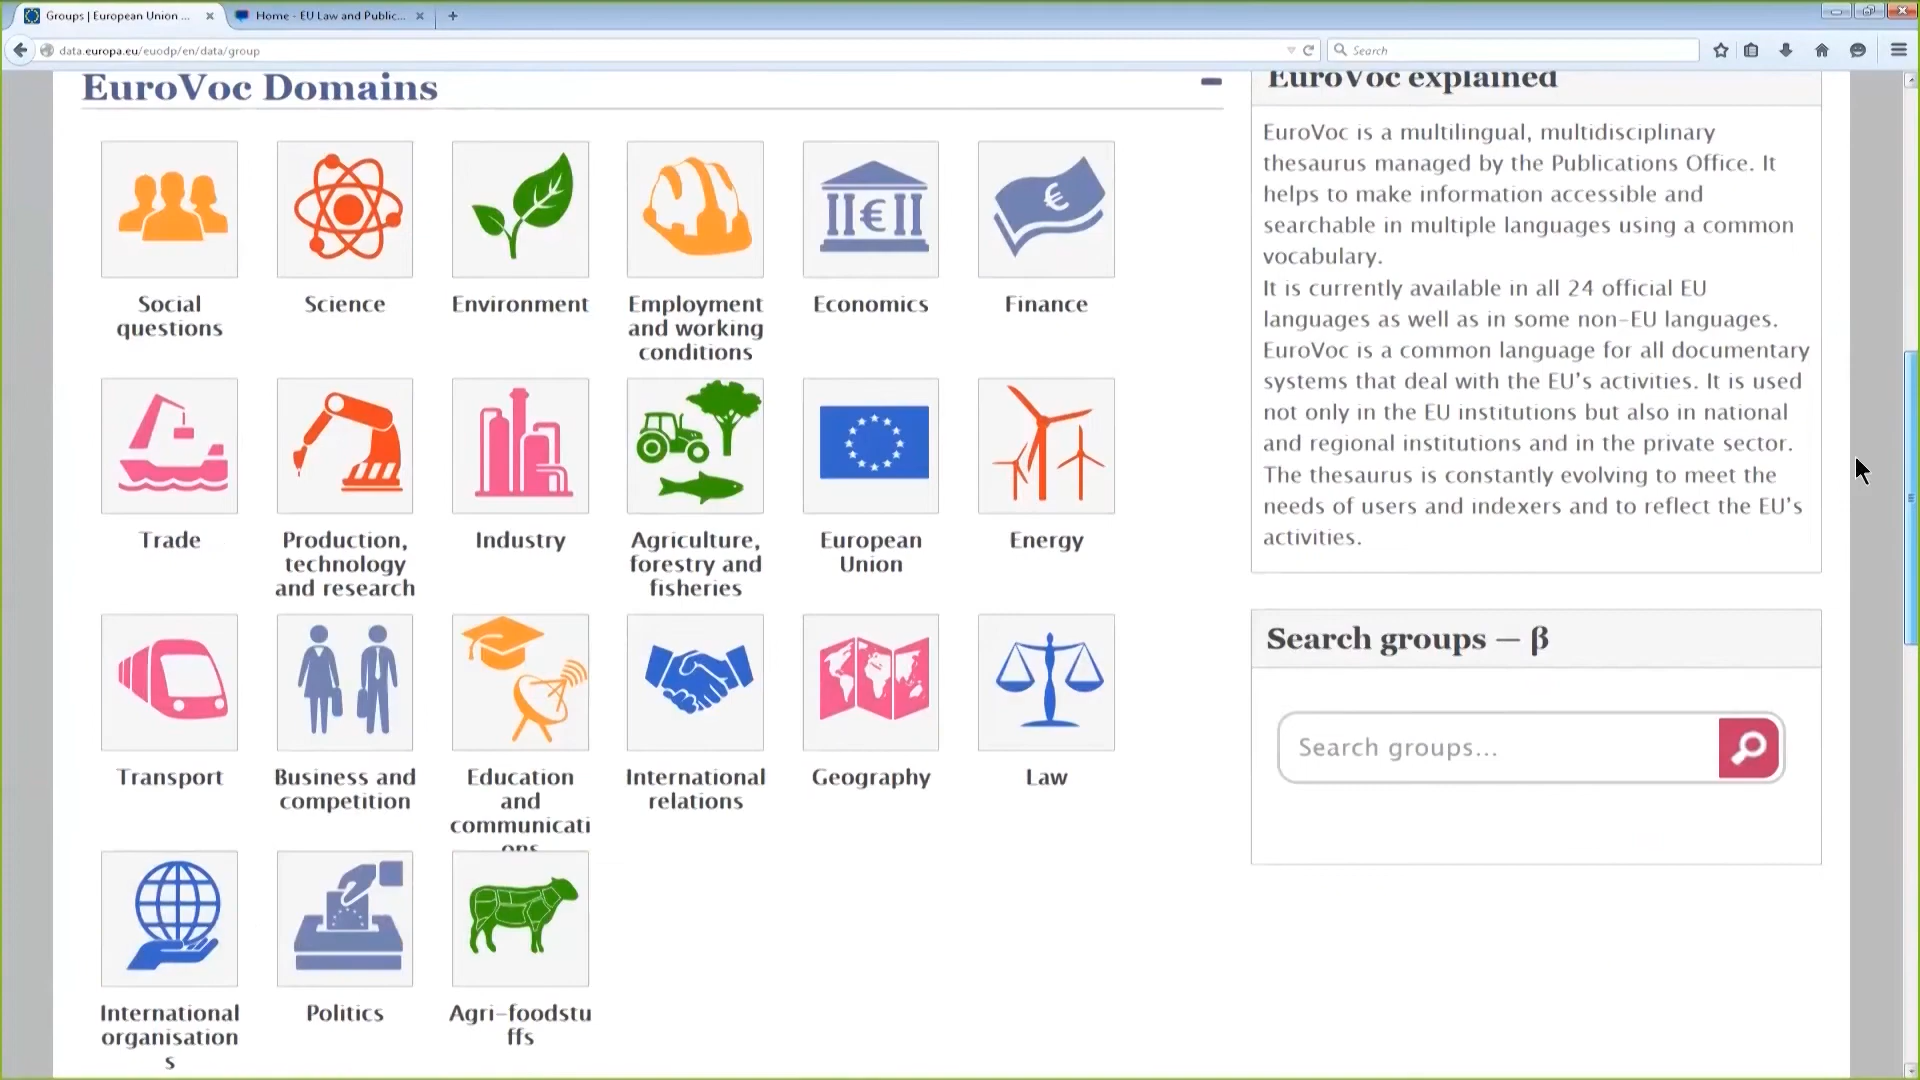 Groups | European Union ...
Home - EU Law and Public...
data.europa.eu/euodp/en/data/group
Search
EuroVoc Domains
Social
questions
Science
Environment
Employment
and working
conditions
Economics
Finance
Trade
Production,
technology
and research
Industry
Agriculture,
forestry and
fisheries
European
Union
Energy
Transport
Business and
competition
Education
and
communicati
ons
International
relations
Geography
Law
International
organisation
s
Politics
Agri-foodstu
ffs
EuroVoc explained
EuroVoc is a multilingual, multidisciplinary
thesaurus managed by the Publications Office. It
helps to make information accessible and
searchable in multiple languages using a common
vocabulary.
It is currently available in all 24 official EU
languages as well as in some non-EU languages.
EuroVoc is a common language for all documentary
systems that deal with the EU's activities. It is used
not only in the EU institutions but also in national
and regional institutions and in the private sector.
The thesaurus is constantly evolving to meet the
needs of users and indexers and to reflect the EU's
activities.
Search groups — β
Search groups...